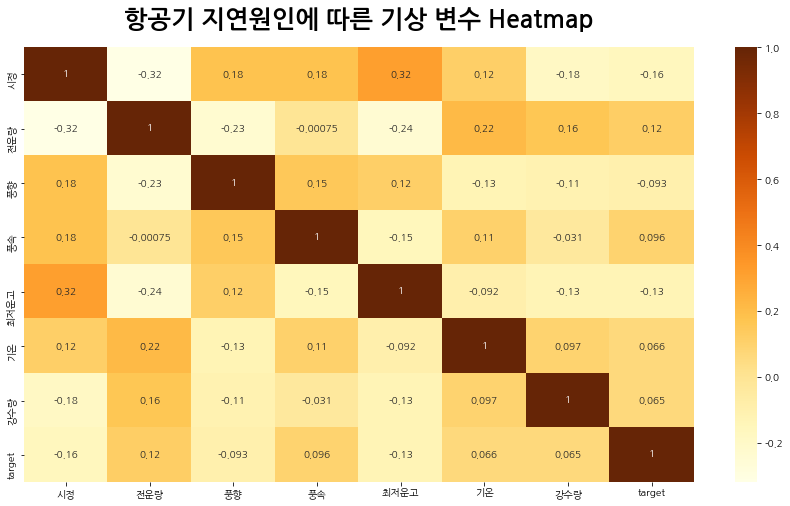 항공기 지연원인에 따른 기상 변수 Heatmap
시정 1 -0.32 0.18 0.18 0.32 0.12 -0.18 -0.16
전운량 -0.32 1 -0.23 -0.00075 -0.24 0.22 0.16 0.12
풍향 0.18 -0.23 1 0.15 0.12 -0.13 -0.11 -0.093
풍속 0.18 -0.00075 0.15 1 -0.15 0.11 -0.031 0.096
최저운고 0.32 -0.24 0.12 -0.15 1 -0.092 -0.13 -0.13
기온 0.12 0.22 -0.13 0.11 -0.092 1 0.097 0.066
강수량 -0.18 0.16 -0.11 -0.031 -0.13 0.097 1 0.065
target -0.16 0.12 -0.093 0.096 -0.13 0.066 0.065 1
시정 전운량 풍향 풍속 최저운고 기온 강수량 target
1.0
0.8
0.6
0.4
0.2
0.0
-0.2